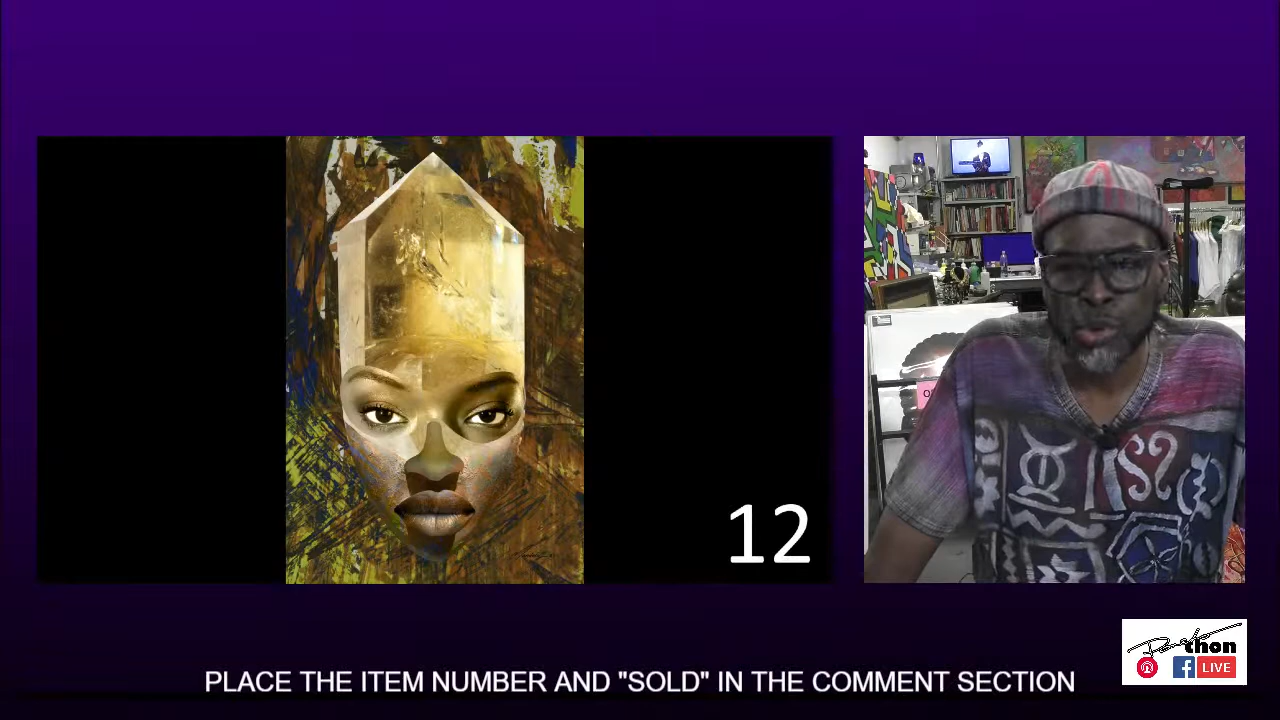 12
thon
LIVE
PLACE THE ITEM NUMBER AND "SOLD" IN THE COMMENT SECTION